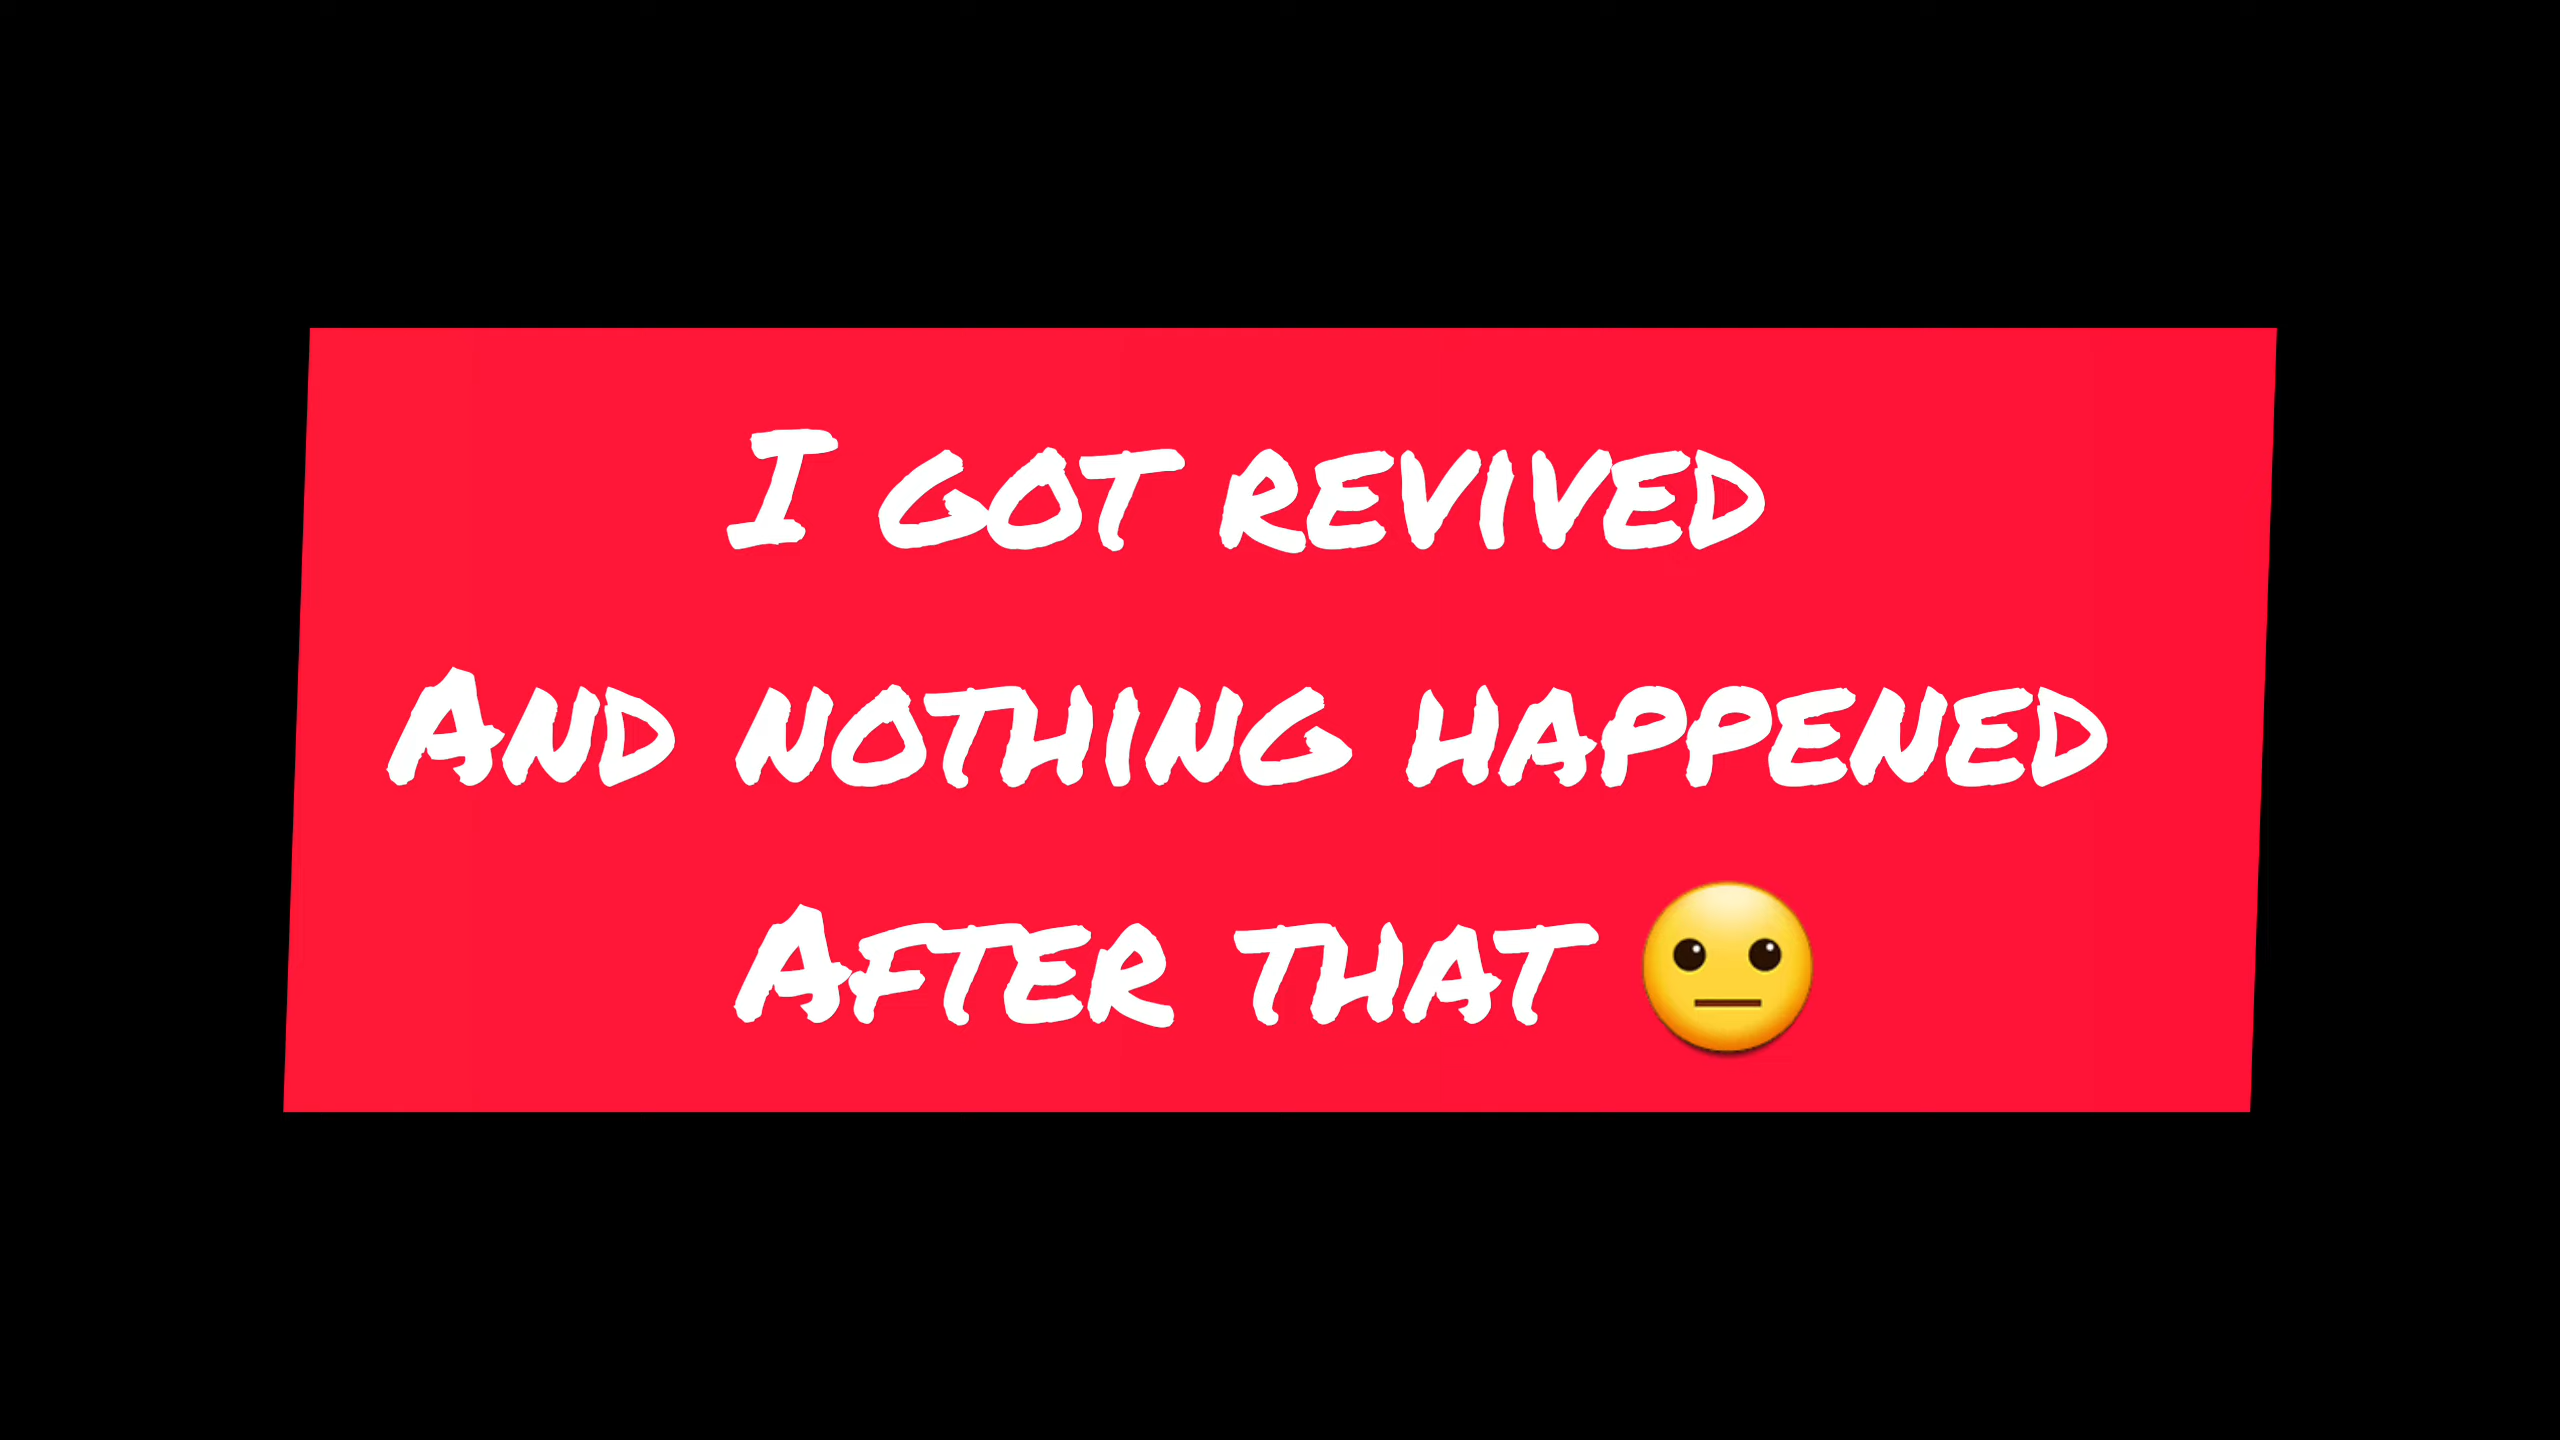 I got revived
And nothing happened
After that 😐